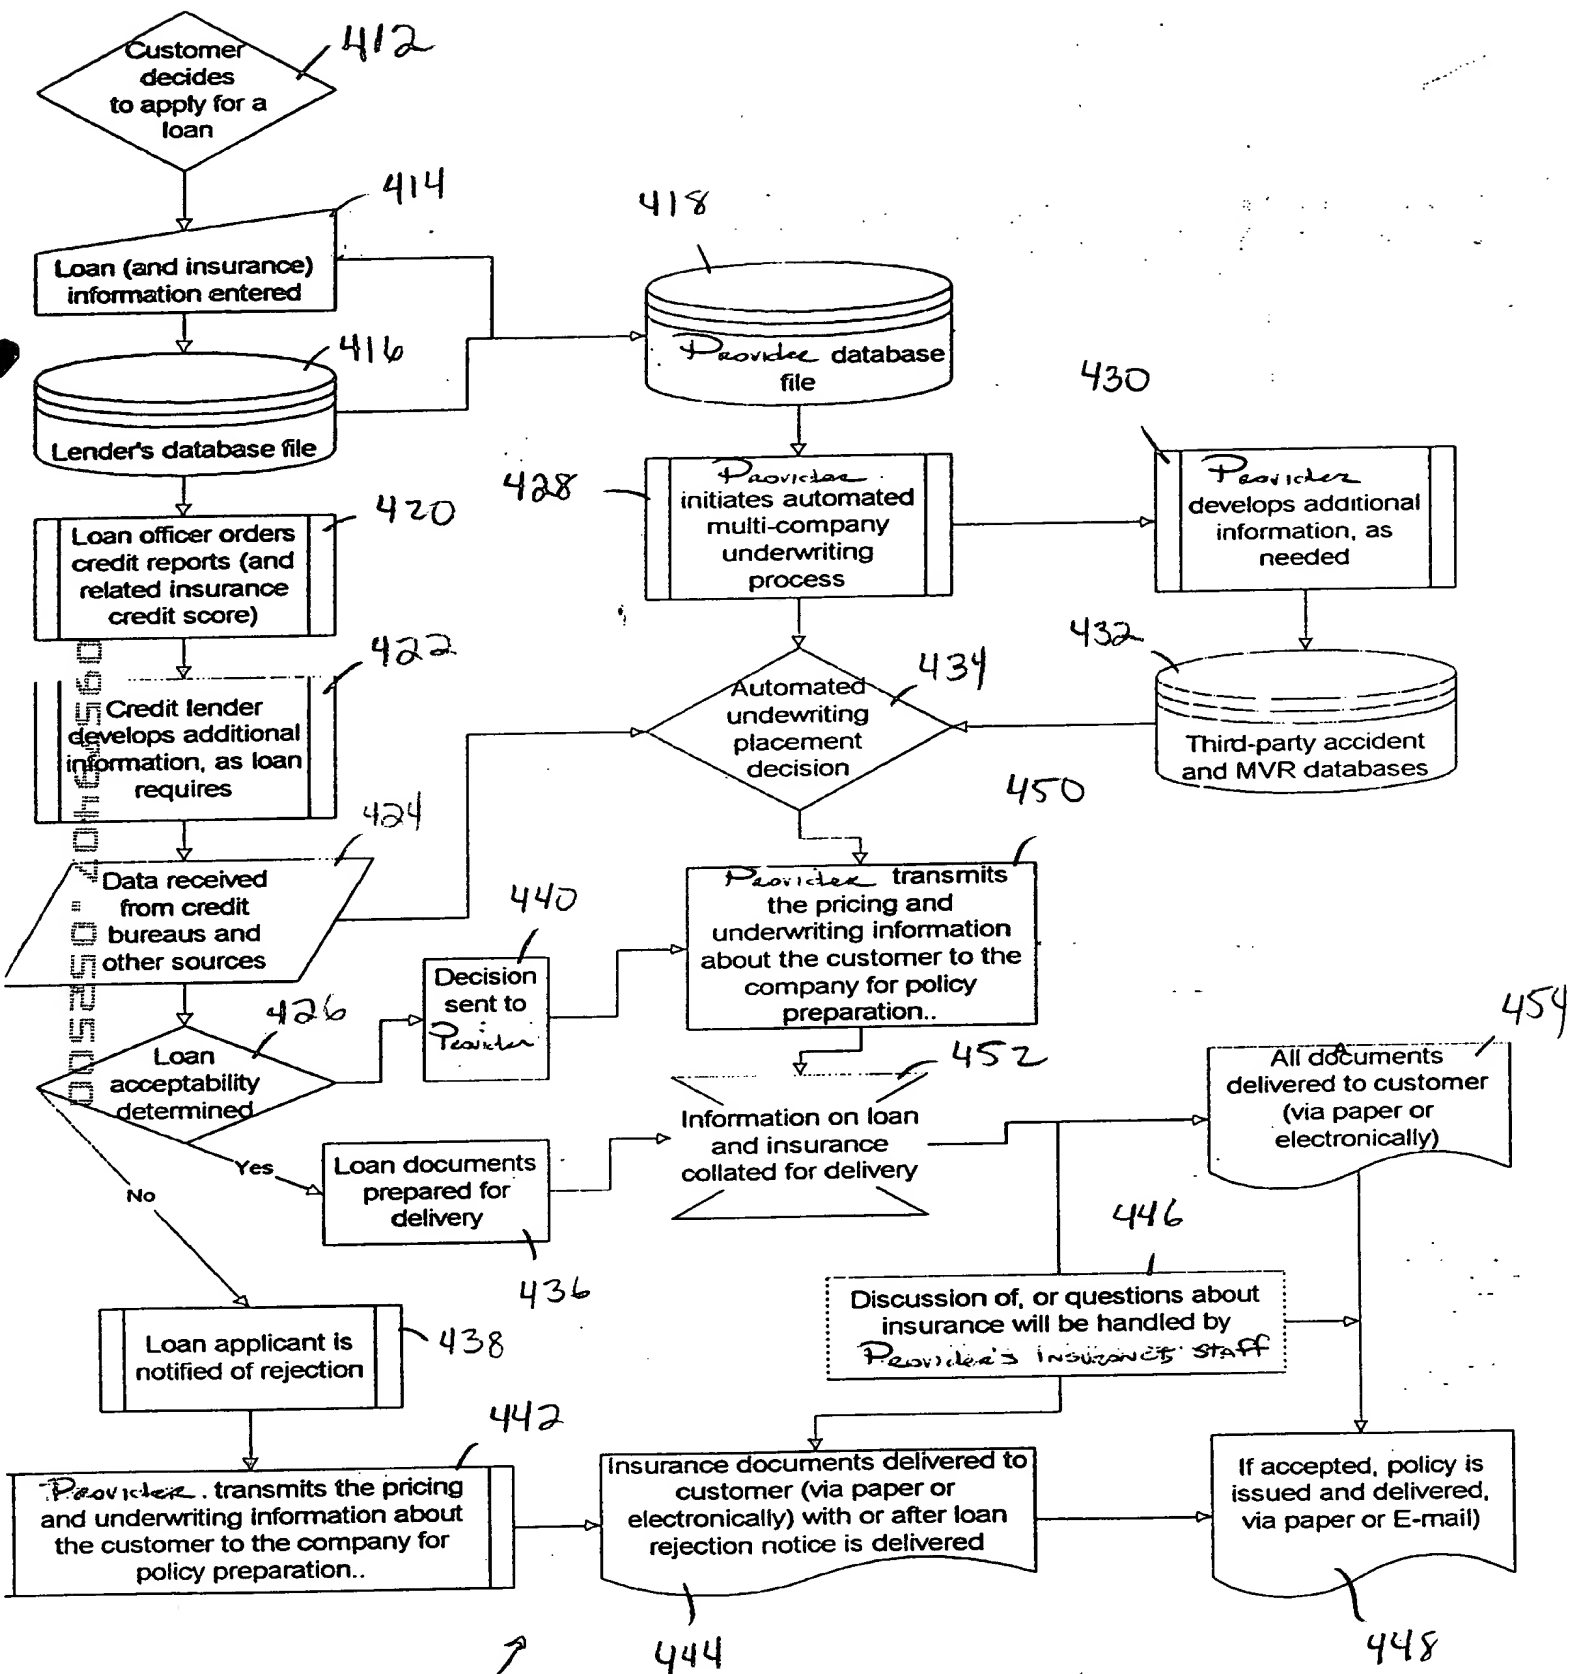 412
Customer
decides
to apply for a
loan
414
Loan (and insurance)
information entered
416
Lender's database file
418
Provider database
file
420
Loan officer orders
credit reports (and
related insurance
credit score)
428
Provider
initiates automated
multi-company
underwriting
process
430
Provider
develops additional
information, as
needed
422
Credit lender
develops additional
information, as loan
requires
434
Automated
undewriting
placement
decision
432
Third-party accident
and MVR databases
424
Data received
from credit
bureaus and
other sources
440
Decision
sent to
Provider
450
Provider transmits
the pricing and
underwriting information
about the customer to the
company for policy
preparation..
426
Loan
acceptability
determined
Yes
No
436
Loan documents
prepared for
delivery
452
Information on loan
and insurance
collated for delivery
454
All documents
delivered to customer
(via paper or
electronically)
446
Discussion of, or questions about
insurance will be handled by
Provider's insurance staff
438
Loan applicant is
notified of rejection
442
Provider. transmits the pricing
and underwriting information about
the customer to the company for
policy preparation..
Insurance documents delivered to
customer (via paper or
electronically) with or after loan
rejection notice is delivered
444
If accepted, policy is
issued and delivered,
via paper or E-mail)
448